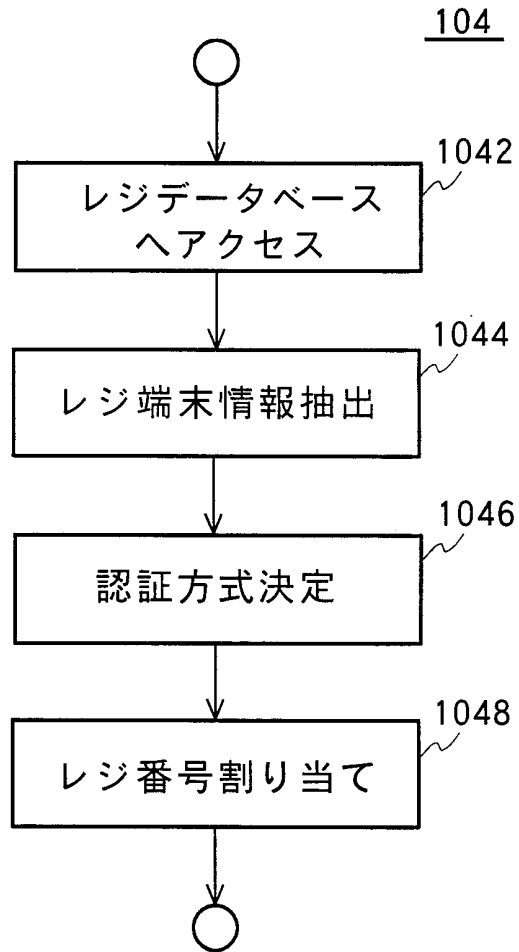 104
1042
レジデータベース
へアクセス
1044
レジ端末情報抽出
1046
認証方式決定
1048
レジ番号割り当て